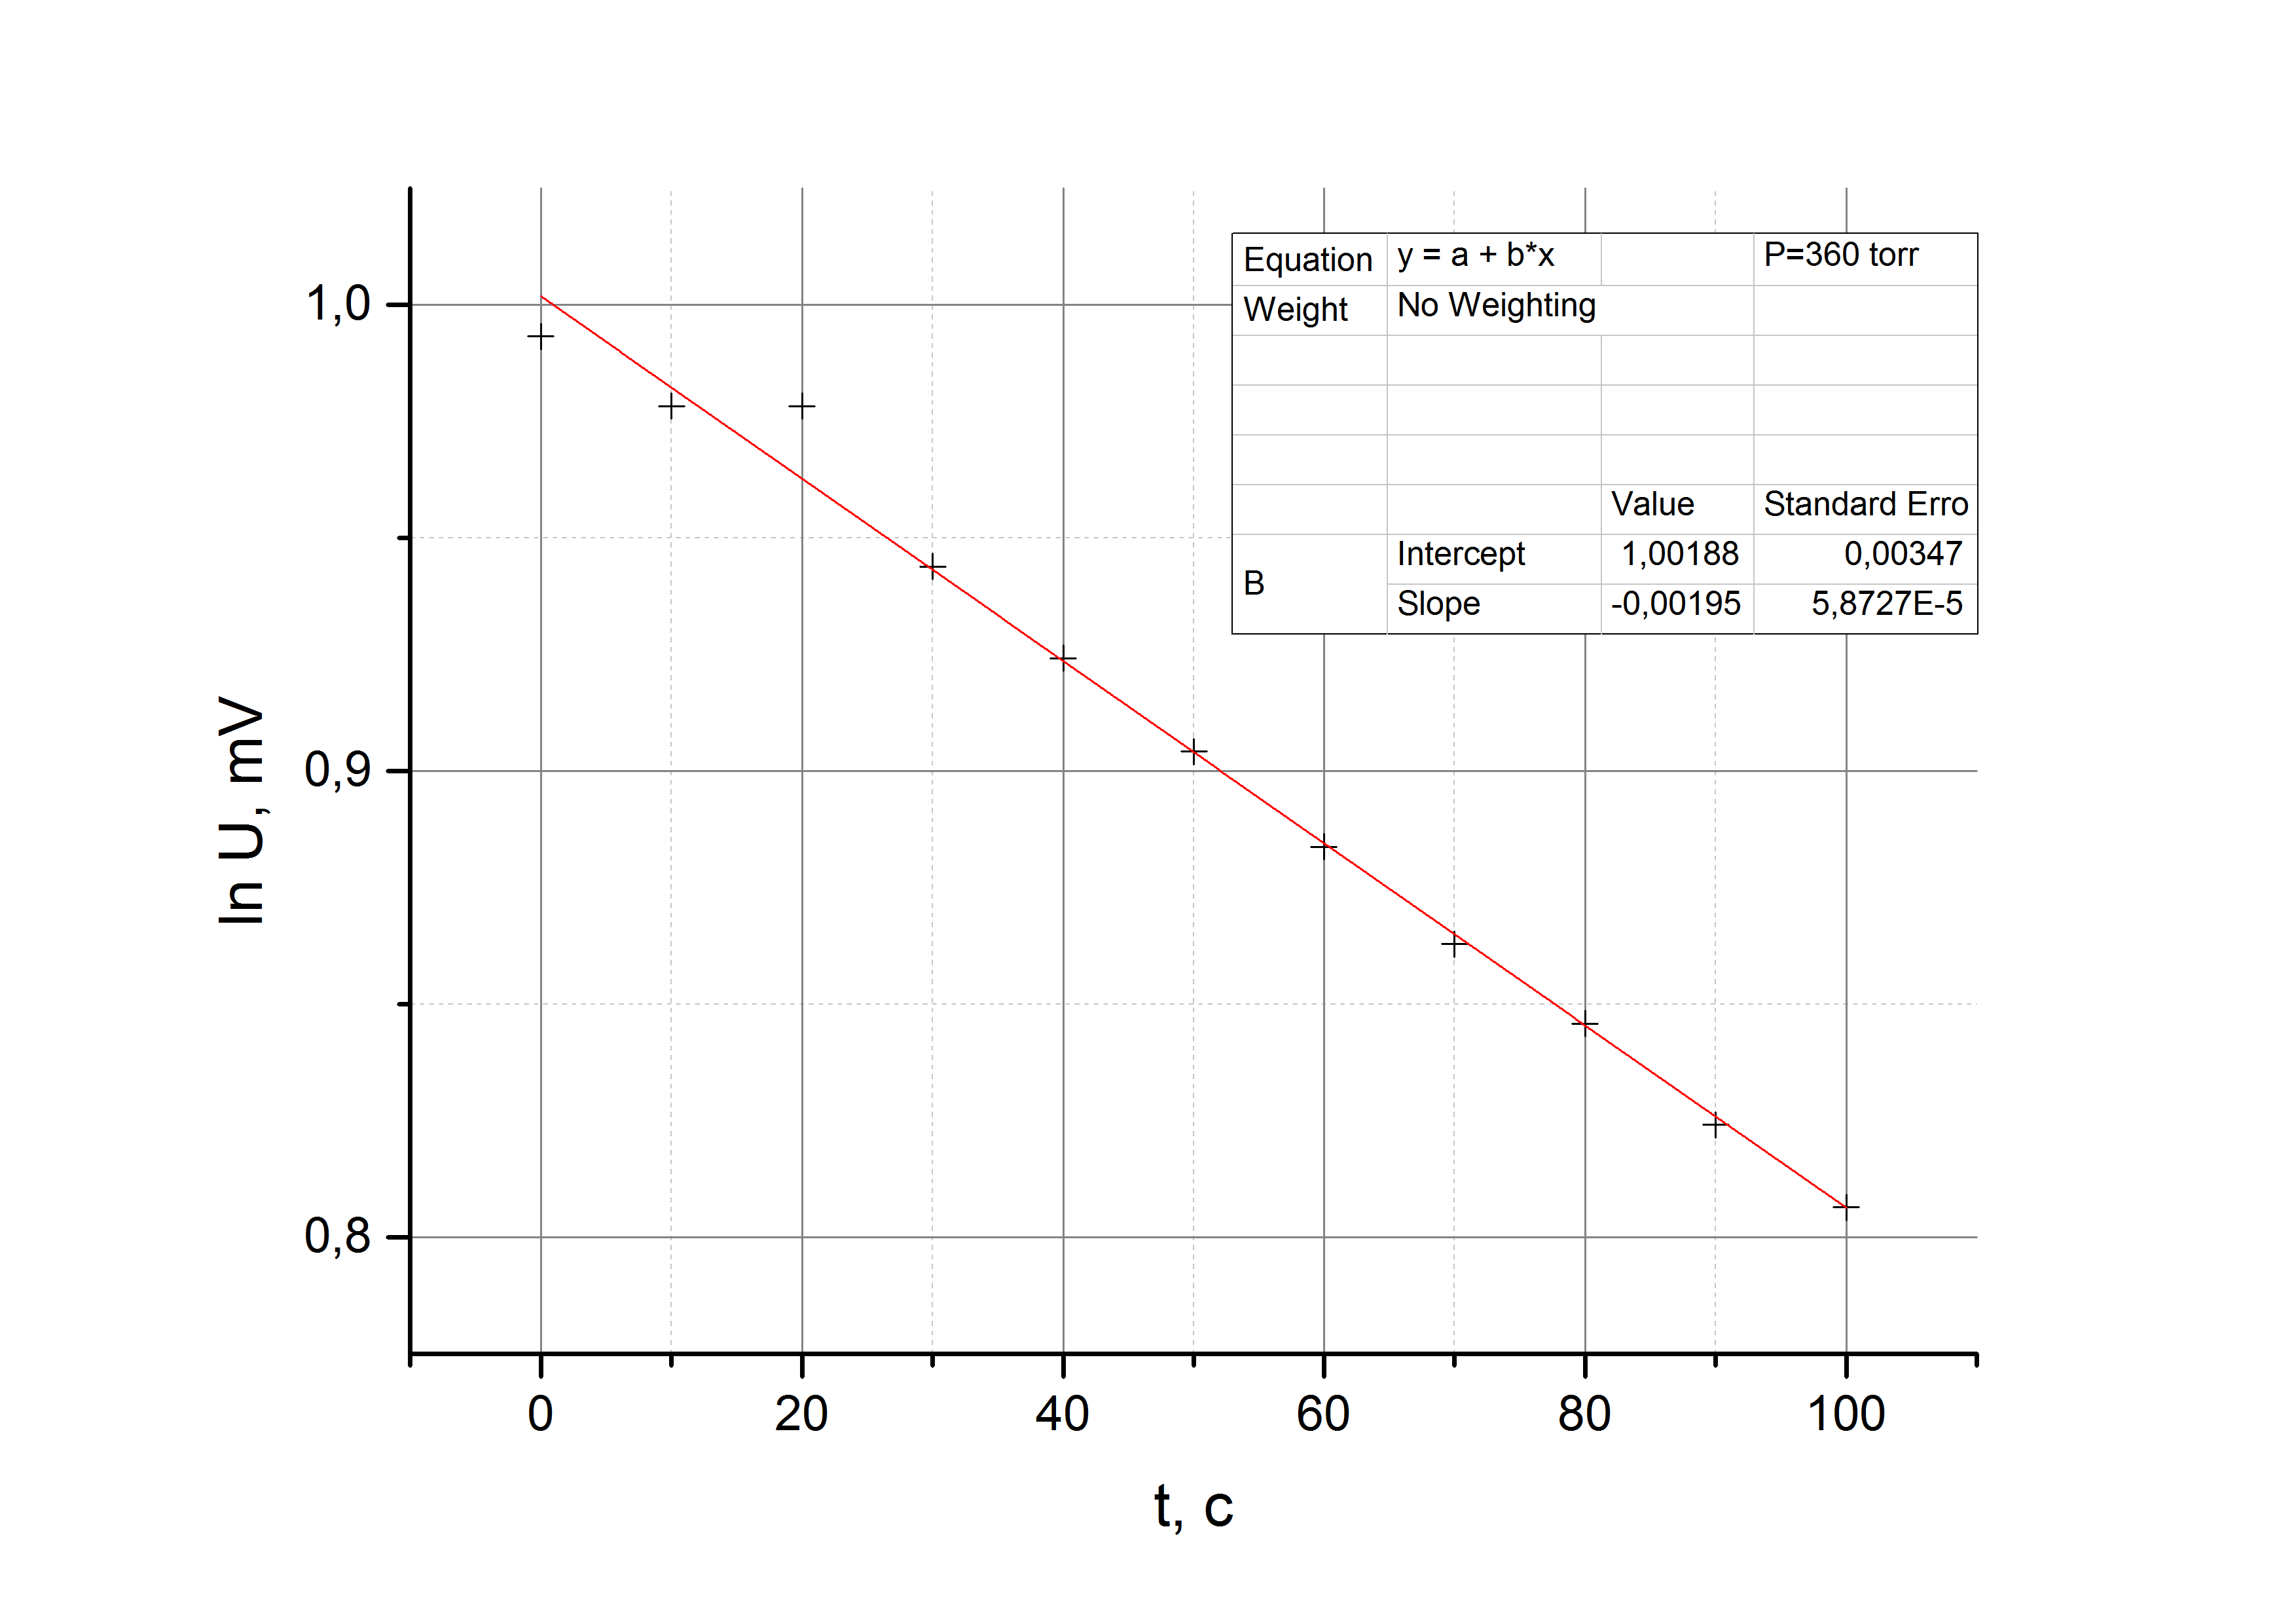 Equation y = a + b*x P=360 torr
Weight No Weighting
Value Standard Erro
B
Intercept 1,00188 0,00347
Slope -0,00195 5,8727E-5
1,0
0,9
0,8
ln U, mV
0 20 40 60 80 100
t, c